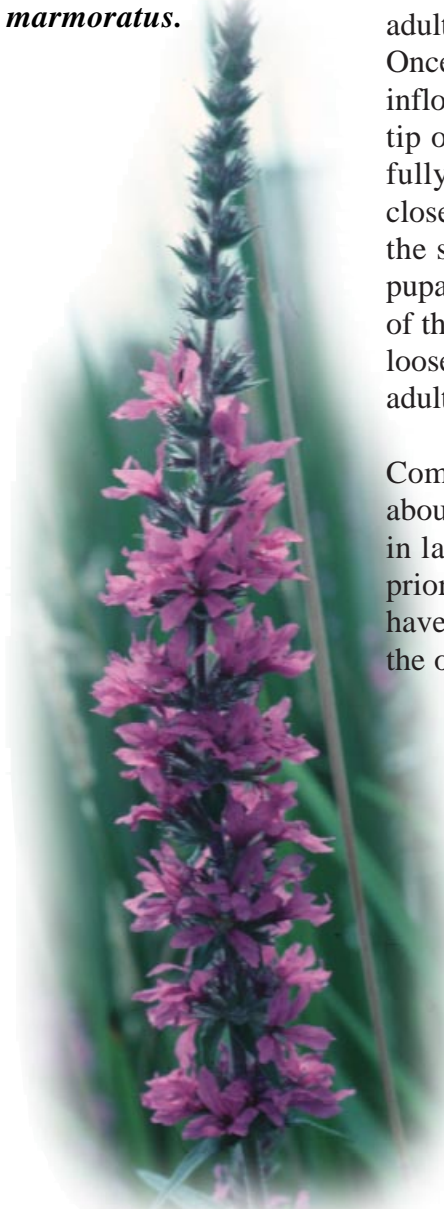 marmoratus.
adult
Once
inflo
tip o
fully
close
the s
pupa
of th
loose
adult
Com
abou
in la
prior
have
the o